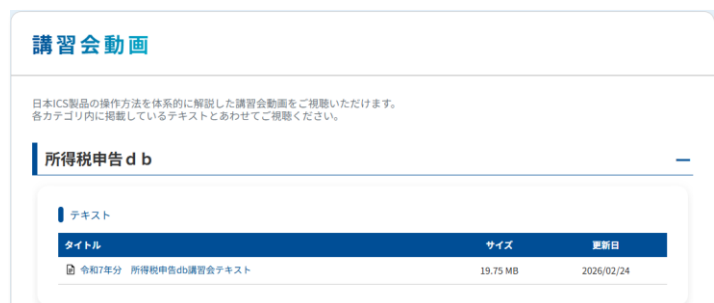 講習会動画
日本ICS製品の操作方法を体系的に解説した講習会動画をご視聴いただけます。
各カテゴリ内に掲載しているテキストとあわせてご視聴ください。
所得税申告ｄｂ
テキスト
タイトル サイズ 更新日
令和7年分　所得税申告db講習会テキスト 19.75 MB 2026/02/24